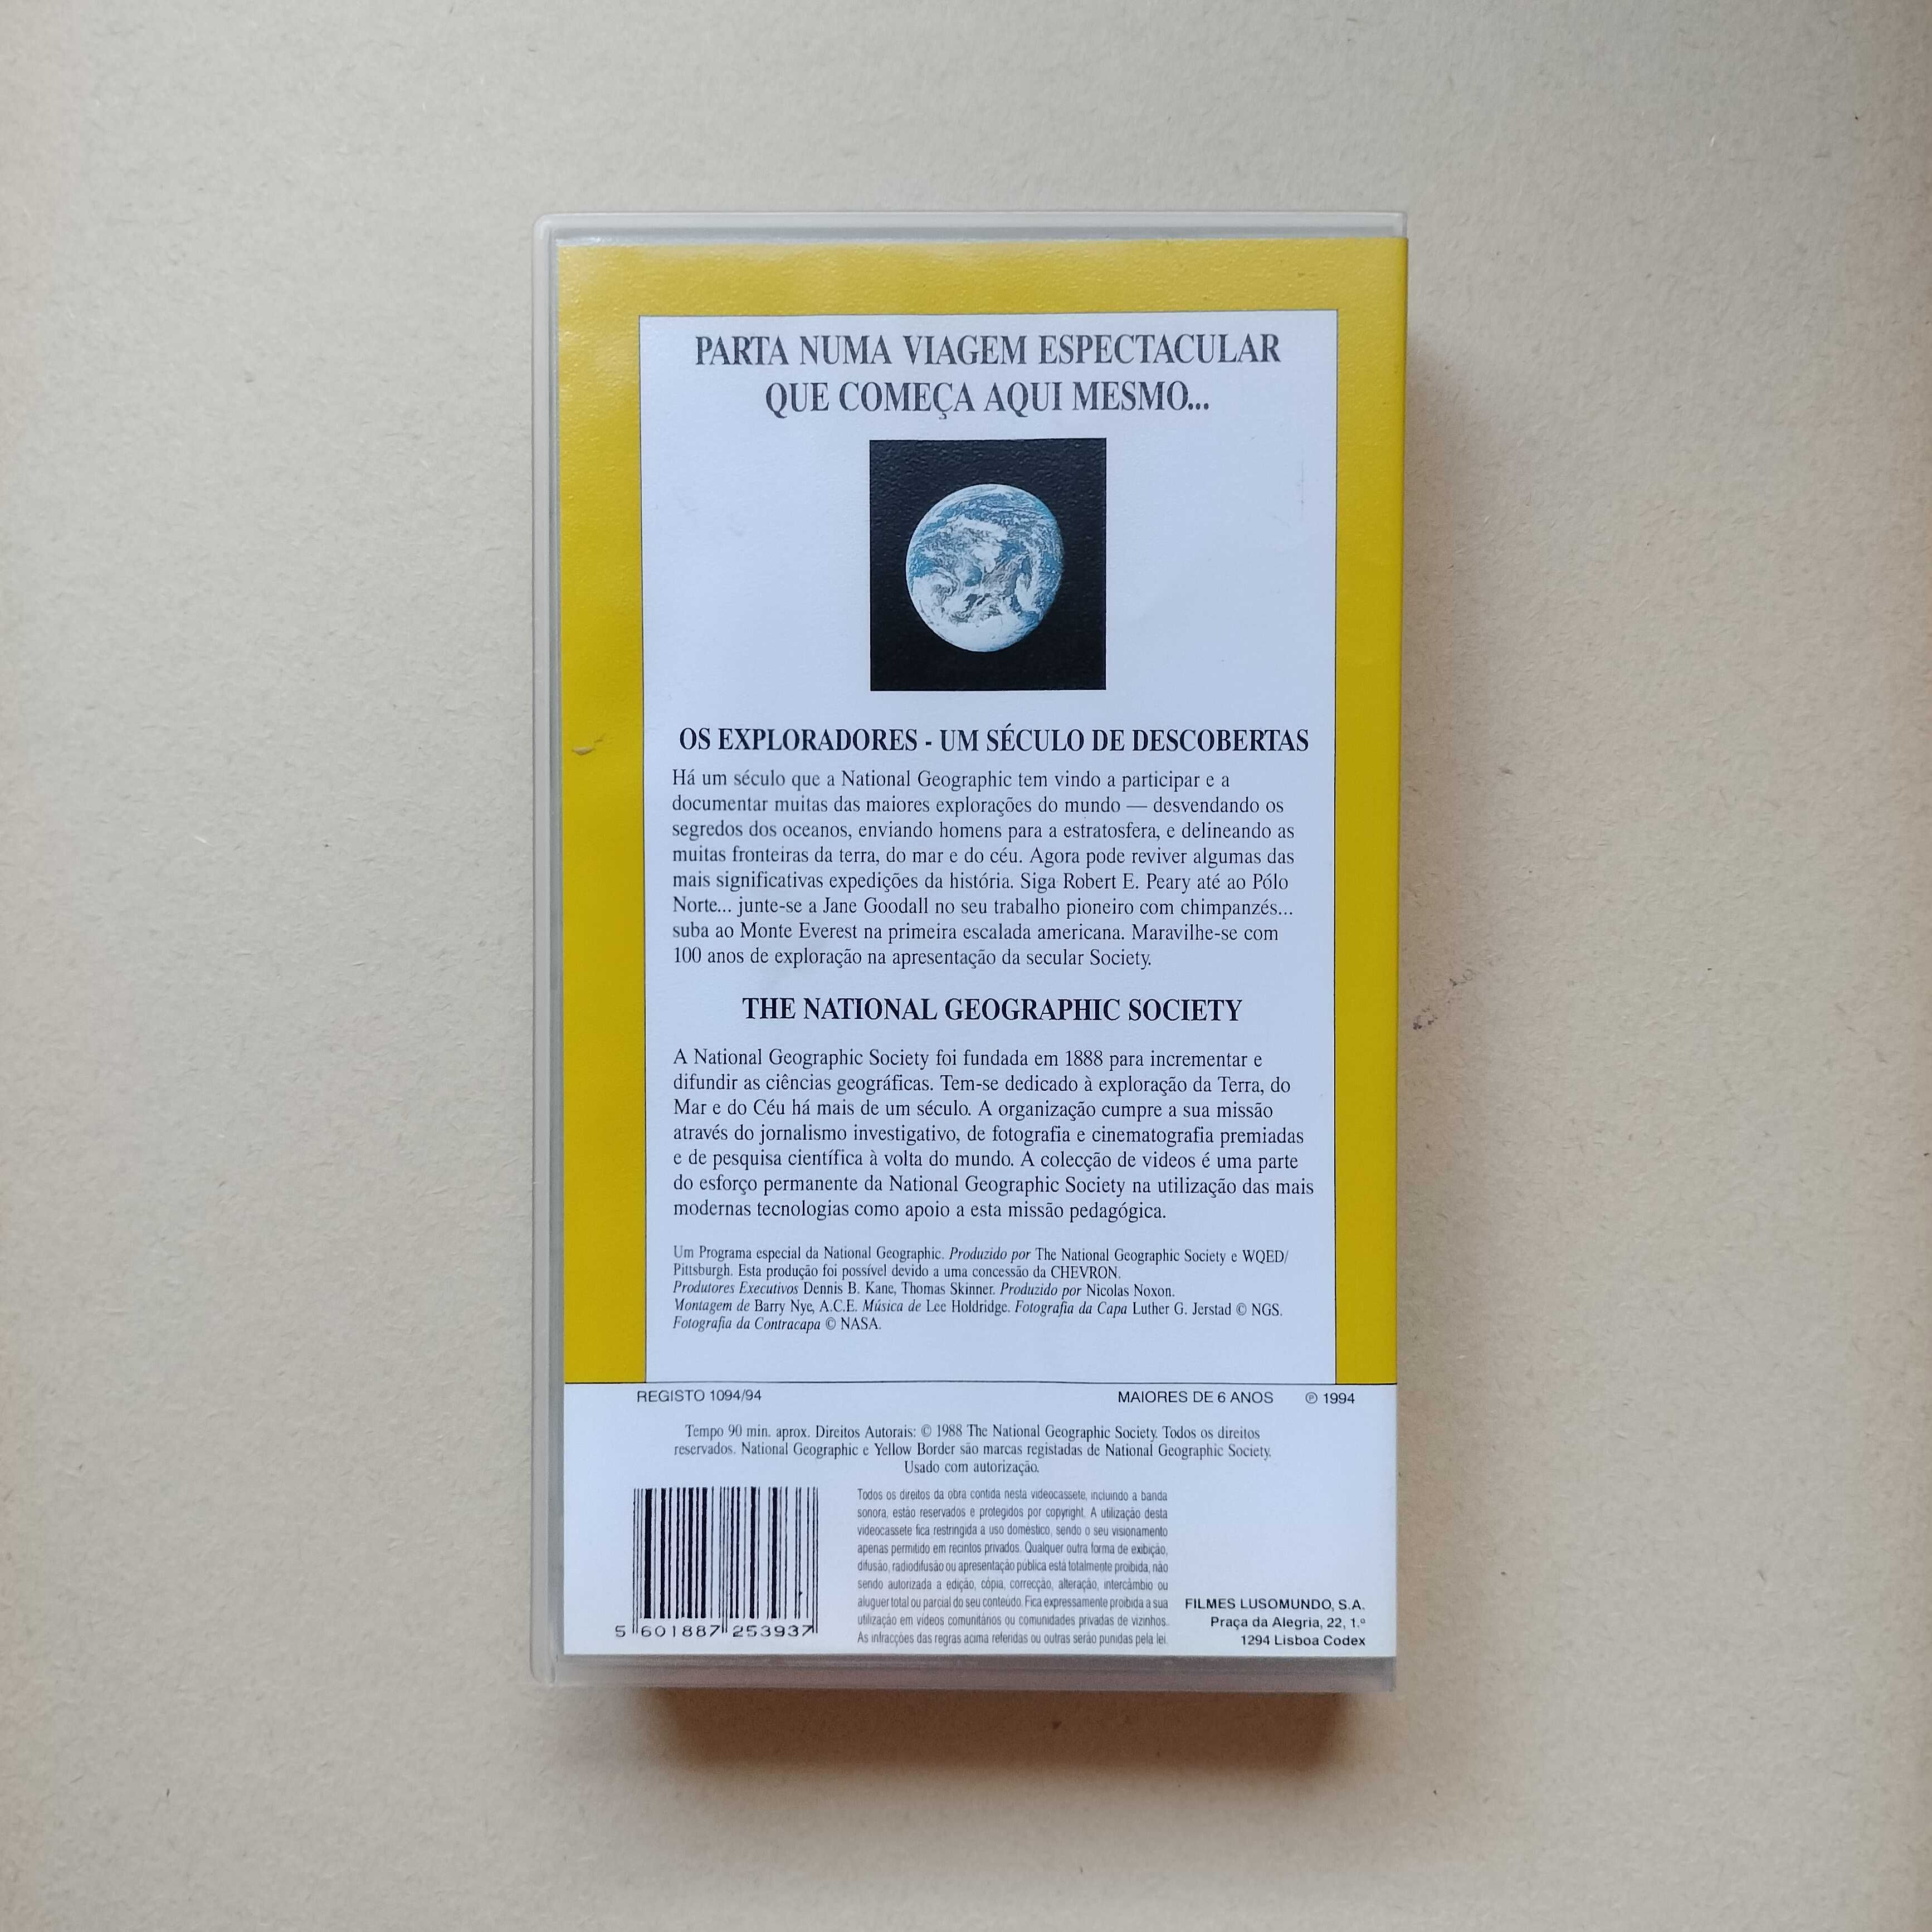 PARTA NUMA VIAGEM ESPECTACULAR
QUE COMEÇA AQUI MESMO...
OS EXPLORADORES - UM SÉCULO DE DESCOBERTAS
Há um século que a National Geographic tem vindo a participar e a
documentar muitas das maiores explorações do mundo — desvendando os
segredos dos oceanos, enviando homens para a estratosfera, e delineando as
muitas fronteiras da terra, do mar e do céu. Agora pode reviver algumas das
mais significativas expedições da história. Siga Robert E. Peary até ao Pólo
Norte... junte-se a Jane Goodall no seu trabalho pioneiro com chimpanzés...
suba ao Monte Everest na primeira escalada americana. Maravilhe-se com
100 anos de exploração na apresentação da secular Society.
THE NATIONAL GEOGRAPHIC SOCIETY
A National Geographic Society foi fundada em 1888 para incrementar e
difundir as ciências geográficas. Tem-se dedicado à exploração da Terra, do
Mar e do Céu há mais de um século. A organização cumpre a sua missão
através do jornalismo investigativo, de fotografia e cinematografia premiadas
e de pesquisa científica à volta do mundo. A colecção de videos é uma parte
do esforço permanente da National Geographic Society na utilização das mais
modernas tecnologias como apoio a esta missão pedagógica.
Um Programa especial da National Geographic. Produzido por The National Geographic Society e WQED/
Pittsburgh. Esta produção foi possível devido a uma concessão da CHEVRON.
Produtores Executivos Dennis B. Kane, Thomas Skinner. Produzido por Nicolas Noxon.
Montagem de Barry Nye, A.C.E. Música de Lee Holdridge. Fotografia da Capa Luther G. Jerstad © NGS.
Fotografia da Contracapa © NASA.
REGISTO 1094/94 MAIORES DE 6 ANOS ℗ 1994
Tempo 90 min. aprox. Direitos Autorais: © 1988 The National Geographic Society. Todos os direitos
reservados. National Geographic e Yellow Border são marcas registadas de National Geographic Society.
Usado com autorização.
Todos os direitos da obra contida nesta videocassete, incluindo a banda
sonora, estão reservados e protegidos por copyright. A utilização desta
videocassete fica restringida a uso doméstico, sendo o seu visionamento
apenas permitido em recintos privados. Qualquer outra forma de exibição,
difusão, radiodifusão ou apresentação pública está totalmente proibida, não
sendo autorizada a edição, cópia, correcção, alteração, intercâmbio ou
aluguer total ou parcial do seu conteúdo. Fica expressamente proibida a sua
utilização em vídeos comunitários ou comunidades privadas de vizinhos.
As infracções das regras acima referidas ou outras serão punidas pela lei.
5 601887 253937
FILMES LUSOMUNDO, S.A.
Praça da Alegria, 22, 1.º
1294 Lisboa Codex